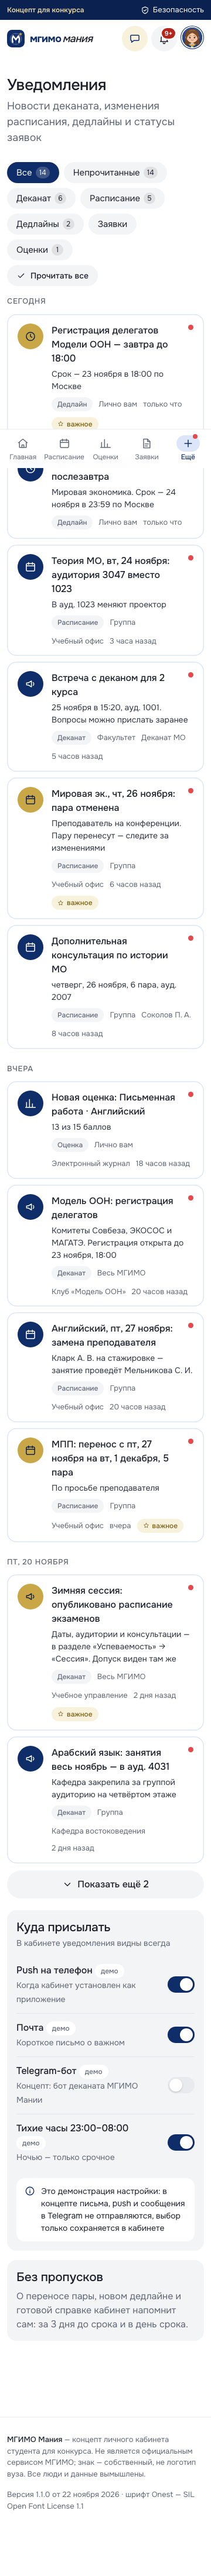 Концепт для конкурса
Безопасность
М
МГИМО МАНИЯ
9+
Уведомления
Новости деканата, изменения
расписания, дедлайны и статусы
заявок
Все 14
Непрочитанные 14
Деканат 6
Расписание 5
Дедлайны 2
Заявки
Оценки 1
Прочитать все
СЕГОДНЯ
Регистрация делегатов
Модели ООН — завтра до
18:00
Срок — 23 ноября в 18:00 по
Москве
Дедлайн Лично вам только что
важное
Главная
Расписание
Оценки
Заявки
Ещё
послезавтра
Мировая экономика. Срок — 24
ноября в 23:59 по Москве
Дедлайн Лично вам только что
Теория МО, вт, 24 ноября:
аудитория 3047 вместо
1023
В ауд. 1023 меняют проектор
Расписание Группа
Учебный офис 3 часа назад
Встреча с деканом для 2
курса
25 ноября в 15:20, ауд. 1001.
Вопросы можно прислать заранее
Деканат Факультет Деканат МО
5 часов назад
Мировая эк., чт, 26 ноября:
пара отменена
Преподаватель на конференции.
Пару перенесут — следите за
изменениями
Расписание Группа
Учебный офис 6 часов назад
важное
Дополнительная
консультация по истории
МО
четверг, 26 ноября, 6 пара, ауд.
2007
Расписание Группа Соколов П. А.
8 часов назад
ВЧЕРА
Новая оценка: Письменная
работа · Английский
13 из 15 баллов
Оценка Лично вам
Электронный журнал 18 часов назад
Модель ООН: регистрация
делегатов
Комитеты Совбеза, ЭКОСОС и
МАГАТЭ. Регистрация открыта до
23 ноября, 18:00
Деканат Весь МГИМО
Клуб «Модель ООН» 20 часов назад
Английский, пт, 27 ноября:
замена преподавателя
Кларк А. В. на стажировке —
занятие проведёт Мельникова С. И.
Расписание Группа
Учебный офис 20 часов назад
МПП: перенос с пт, 27
ноября на вт, 1 декабря, 5
пара
По просьбе преподавателя
Расписание Группа
Учебный офис вчера важное
ПТ, 20 НОЯБРЯ
Зимняя сессия:
опубликовано расписание
экзаменов
Даты, аудитории и консультации —
в разделе «Успеваемость» →
«Сессия». Допуск виден там же
Деканат Весь МГИМО
Учебное управление 2 дня назад
важное
Арабский язык: занятия
весь ноябрь — в ауд. 4031
Кафедра закрепила за группой
аудиторию на четвёртом этаже
Деканат Группа
Кафедра востоковедения
2 дня назад
Показать ещё 2
Куда присылать
В кабинете уведомления видны всегда
Push на телефон демо
Когда кабинет установлен как
приложение
Почта демо
Короткое письмо о важном
Telegram-бот демо
Концепт: бот деканата МГИМО
Мании
Тихие часы 23:00–08:00
демо
Ночью — только срочное
Это демонстрация настройки: в
концепте письма, push и сообщения
в Telegram не отправляются, выбор
только сохраняется в кабинете
Без пропусков
О переносе пары, новом дедлайне и
готовой справке кабинет напомнит
сам: за 3 дня до срока и в день срока.
МГИМО Мания — концепт личного кабинета
студента для конкурса. Не является официальным
сервисом МГИМО; знак — собственный, не логотип
вуза. Все люди и данные вымышлены.
Версия 1.1.0 от 22 ноября 2026 · шрифт Onest — SIL
Open Font License 1.1